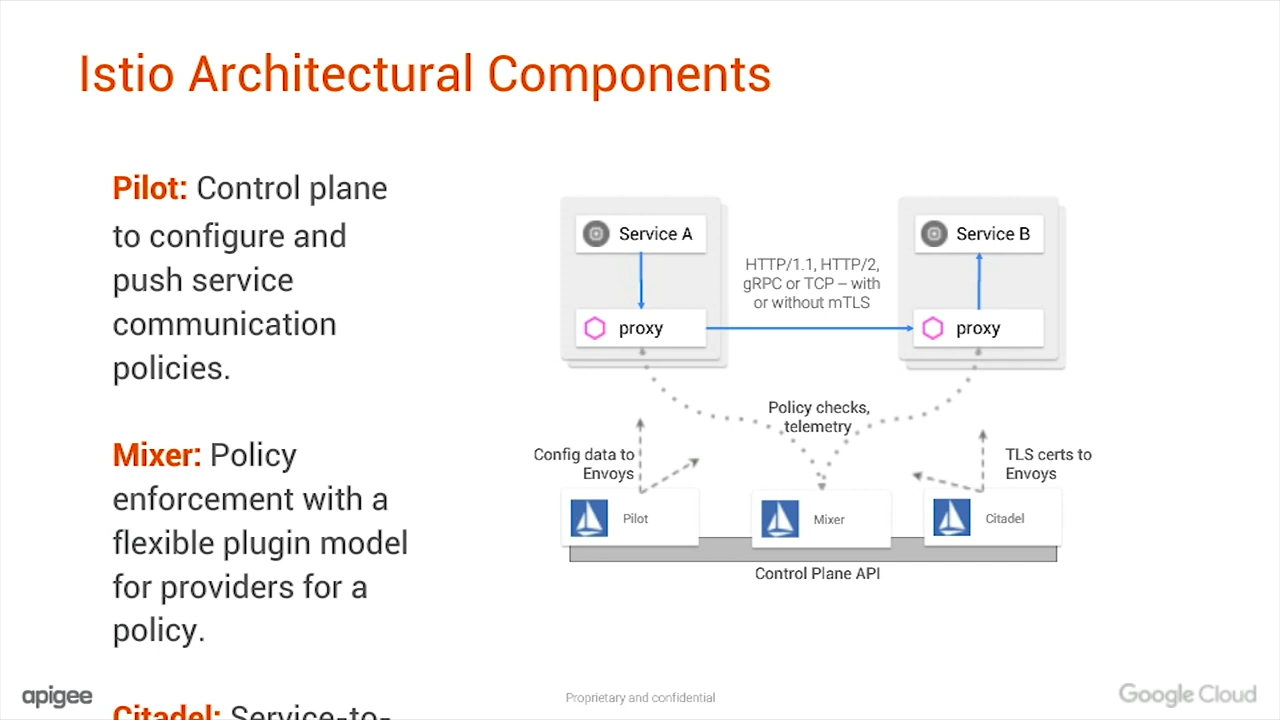 Istio Architectural Components
Pilot: Control plane
to configure and
push service
communication
policies.
Mixer: Policy
enforcement with a
flexible plugin model
for providers for a
policy.
Citadel: Service-to-
Service A
Service B
HTTP/1.1, HTTP/2,
gRPC or TCP – with
or without mTLS
proxy
proxy
Policy checks,
telemetry
Config data to
Envoys
TLS certs to
Envoys
Pilot
Mixer
Citadel
Control Plane API
apigee
Proprietary and confidential
Google Cloud